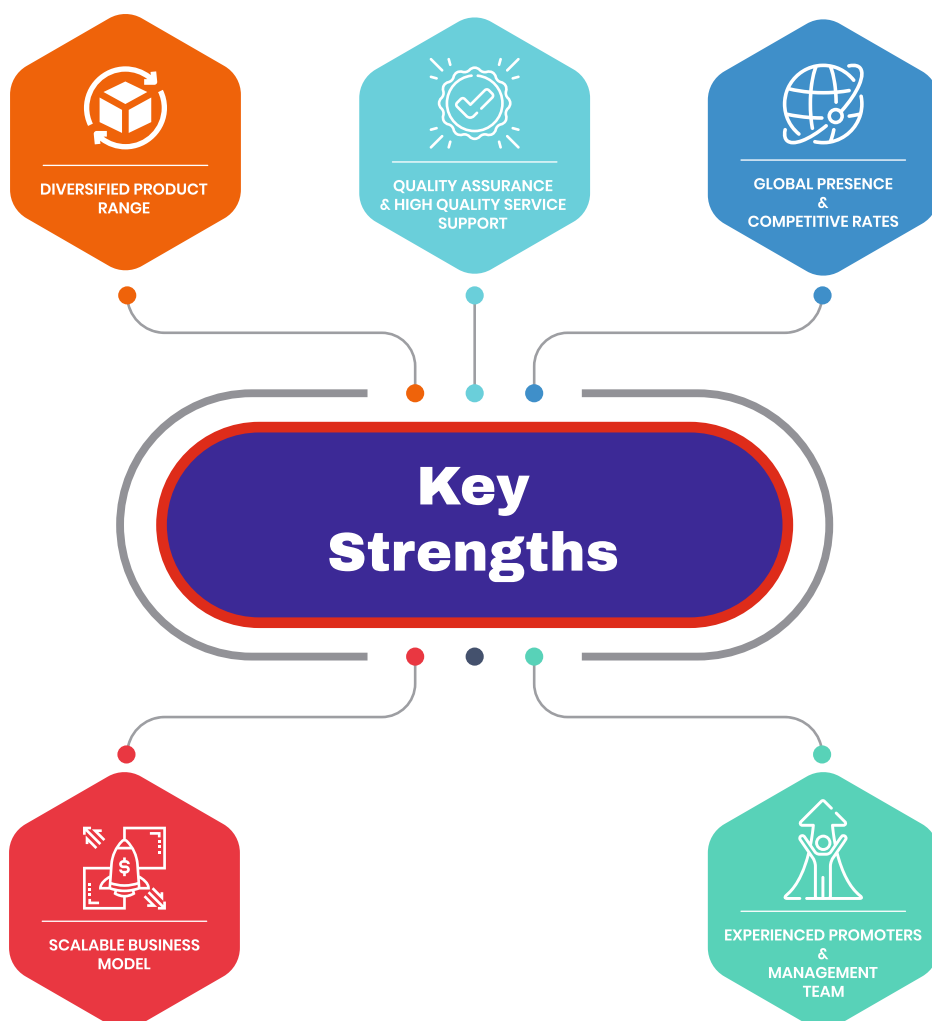 DIVERSIFIED PRODUCT
RANGE
QUALITY ASSURANCE
& HIGH QUALITY SERVICE
SUPPORT
GLOBAL PRESENCE
&
COMPETITIVE RATES
Key
Strengths
$
SCALABLE BUSINESS
MODEL
EXPERIENCED PROMOTERS
&
MANAGEMENT
TEAM